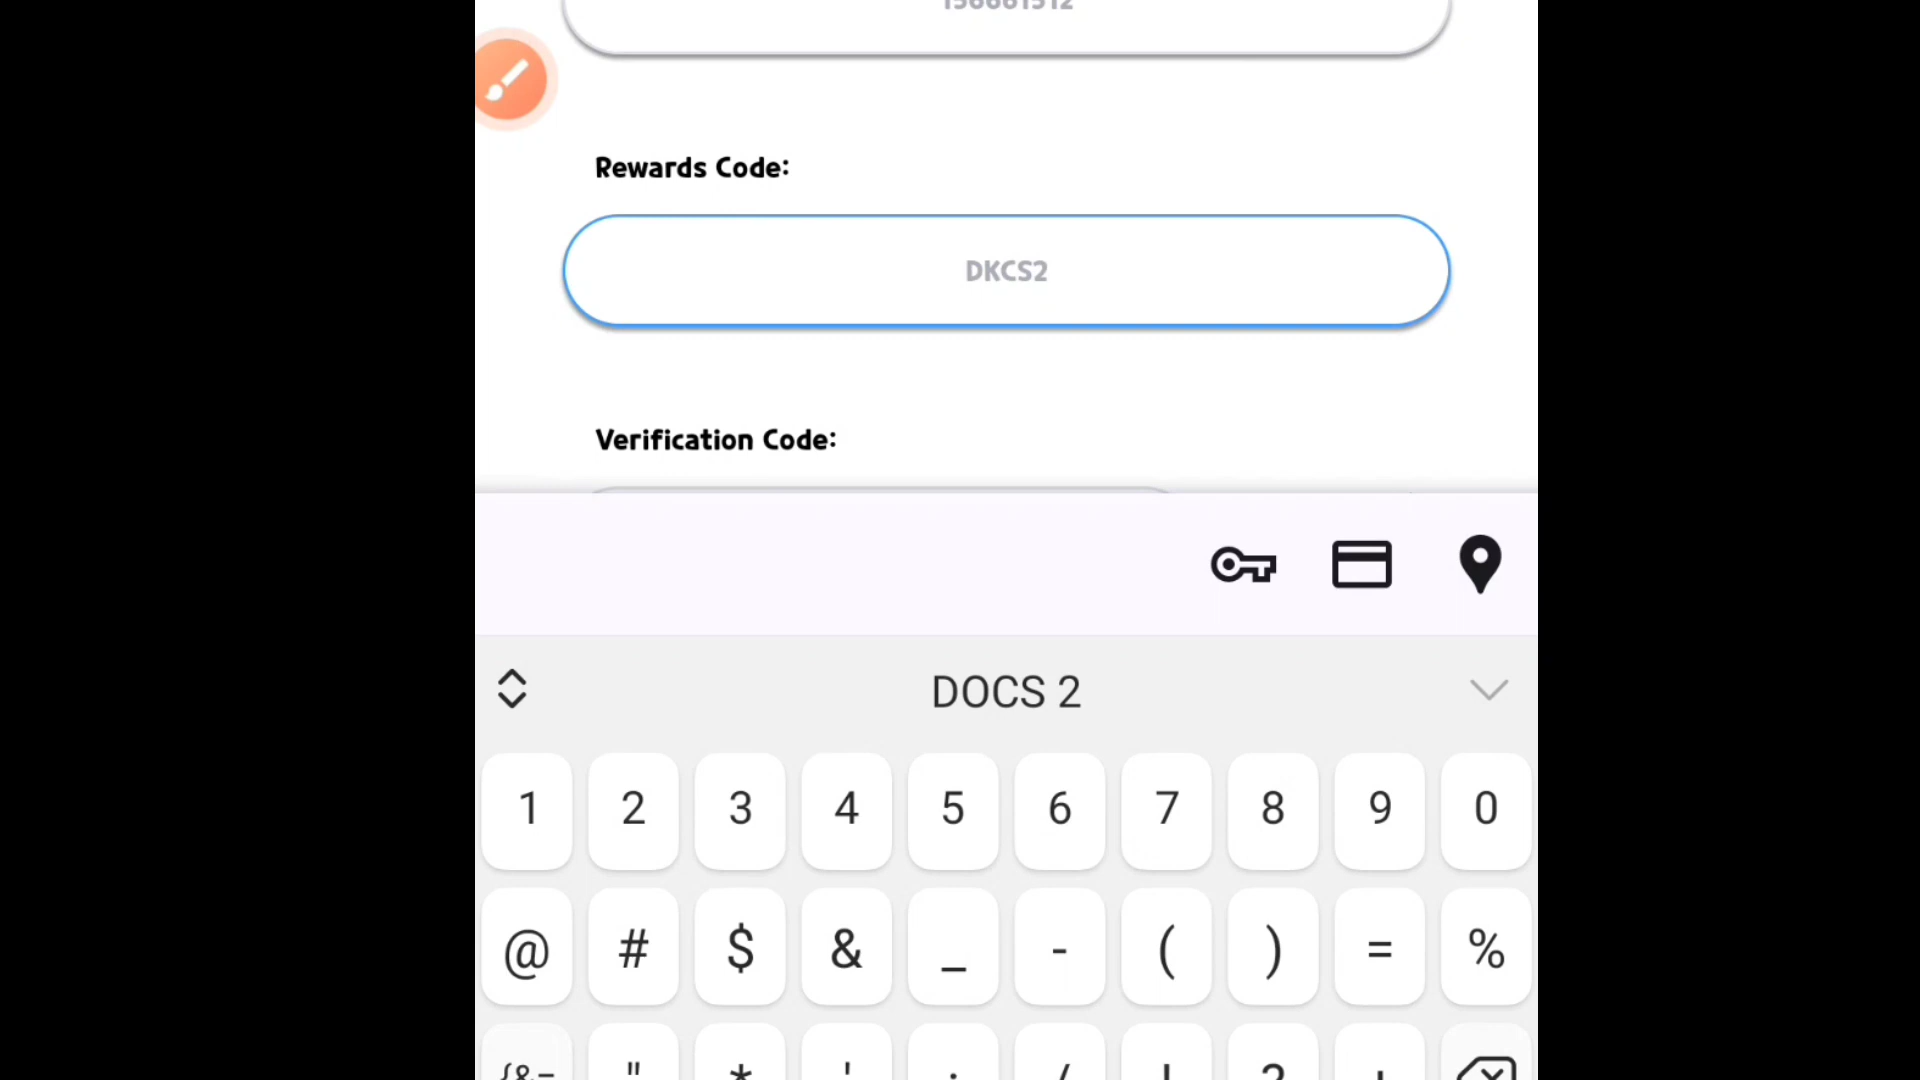 Rewards Code:
DKCS2
Verification Code:
DOCS 2
1 2 3 4 5 6 7 8 9 0
@ # $ & _ - ( ) = %